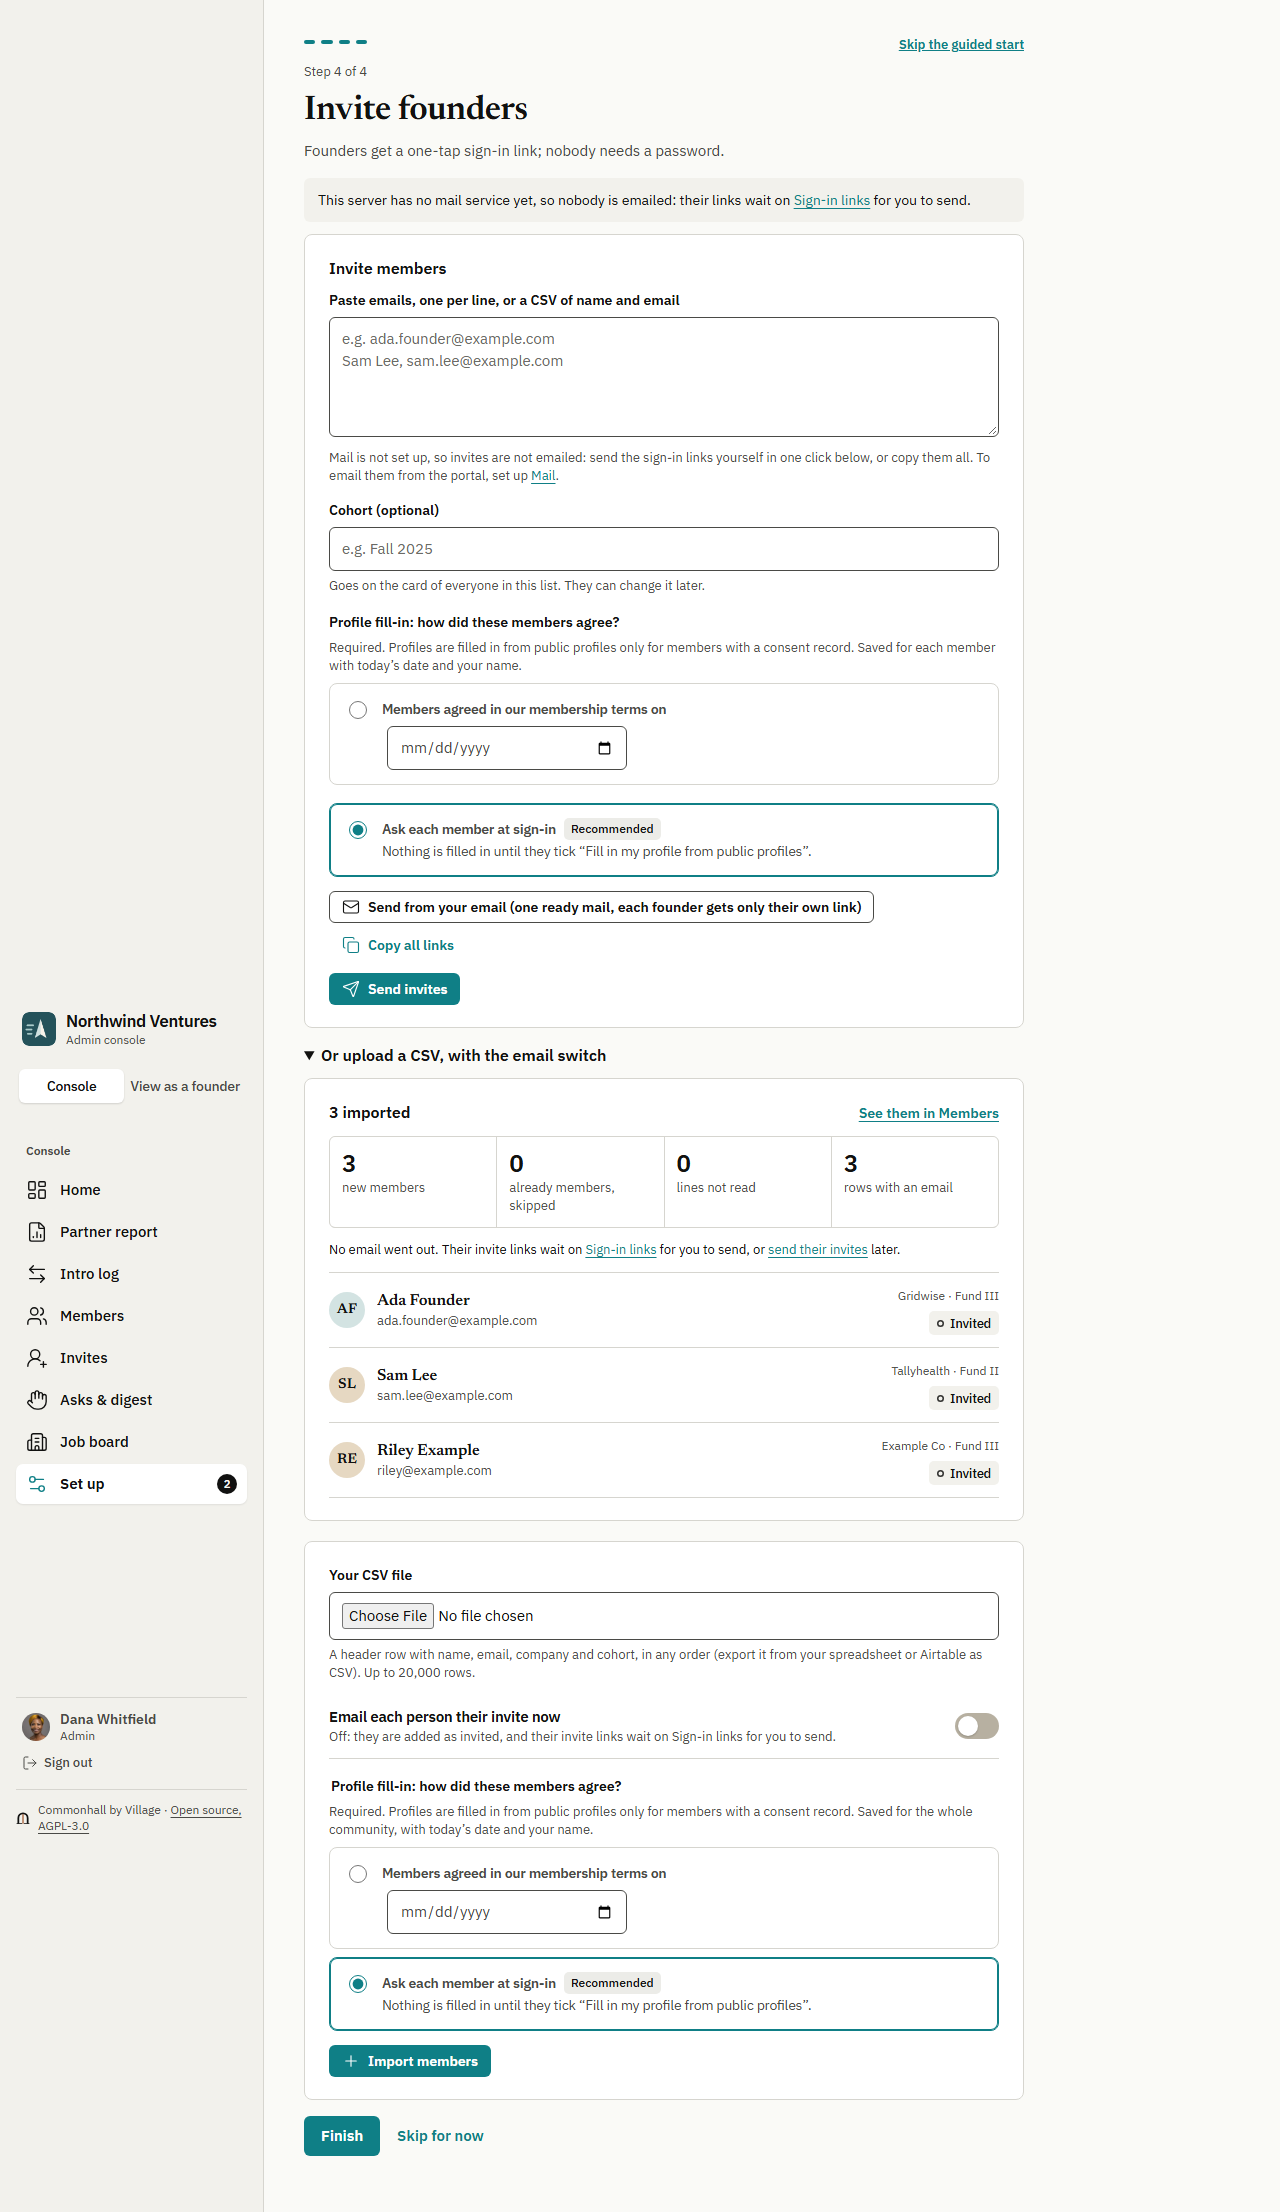 Northwind Ventures
Admin console
Console
View as a founder
Console
Home
Partner report
Intro log
Members
Invites
Asks & digest
Job board
Set up
2
Dana Whitfield
Admin
Sign out
Commonhall by Village · Open source,
AGPL-3.0
Skip the guided start
Step 4 of 4
Invite founders
Founders get a one-tap sign-in link; nobody needs a password.
This server has no mail service yet, so nobody is emailed: their links wait on Sign-in links for you to send.
Invite members
Paste emails, one per line, or a CSV of name and email
e.g. ada.founder@example.com
Sam Lee, sam.lee@example.com
Mail is not set up, so invites are not emailed: send the sign-in links yourself in one click below, or copy them all. To
email them from the portal, set up Mail.
Cohort (optional)
e.g. Fall 2025
Goes on the card of everyone in this list. They can change it later.
Profile fill-in: how did these members agree?
Required. Profiles are filled in from public profiles only for members with a consent record. Saved for each member
with today’s date and your name.
Members agreed in our membership terms on
mm/dd/yyyy
Ask each member at sign-in
Recommended
Nothing is filled in until they tick “Fill in my profile from public profiles”.
Send from your email (one ready mail, each founder gets only their own link)
Copy all links
Send invites
Or upload a CSV, with the email switch
3 imported
See them in Members
3
new members
0
already members,
skipped
0
lines not read
3
rows with an email
No email went out. Their invite links wait on Sign-in links for you to send, or send their invites later.
AF
Ada Founder
ada.founder@example.com
Gridwise · Fund III
Invited
SL
Sam Lee
sam.lee@example.com
Tallyhealth · Fund II
Invited
RE
Riley Example
riley@example.com
Example Co · Fund III
Invited
Your CSV file
Choose File No file chosen
A header row with name, email, company and cohort, in any order (export it from your spreadsheet or Airtable as
CSV). Up to 20,000 rows.
Email each person their invite now
Off: they are added as invited, and their invite links wait on Sign-in links for you to send.
Profile fill-in: how did these members agree?
Required. Profiles are filled in from public profiles only for members with a consent record. Saved for the whole
community, with today’s date and your name.
Members agreed in our membership terms on
mm/dd/yyyy
Ask each member at sign-in
Recommended
Nothing is filled in until they tick “Fill in my profile from public profiles”.
Import members
Finish
Skip for now